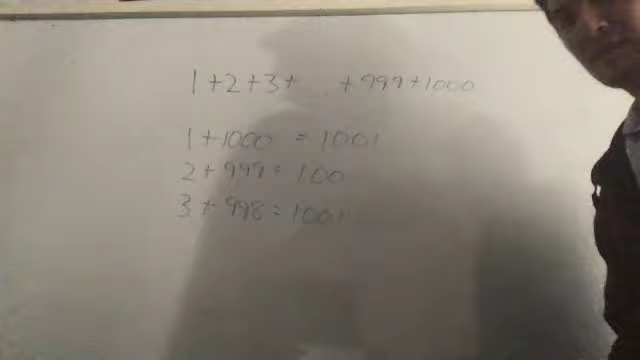 1+2+3+ . +999+1000
1+1000 = 1001
2+999= 100
3+998=1001